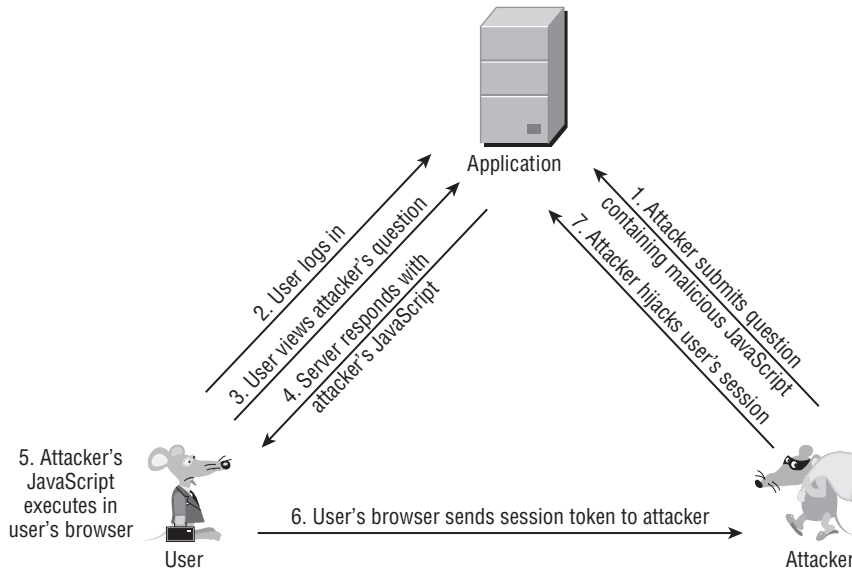 Application
1. Attacker submits question
containing malicious JavaScript
7. Attacker hijacks user's session
2. User logs in
3. User views attacker's question
4. Server responds with
attacker's JavaScript
5. Attacker's
JavaScript
executes in
user's browser
6. User's browser sends session token to attacker
User
Attacker